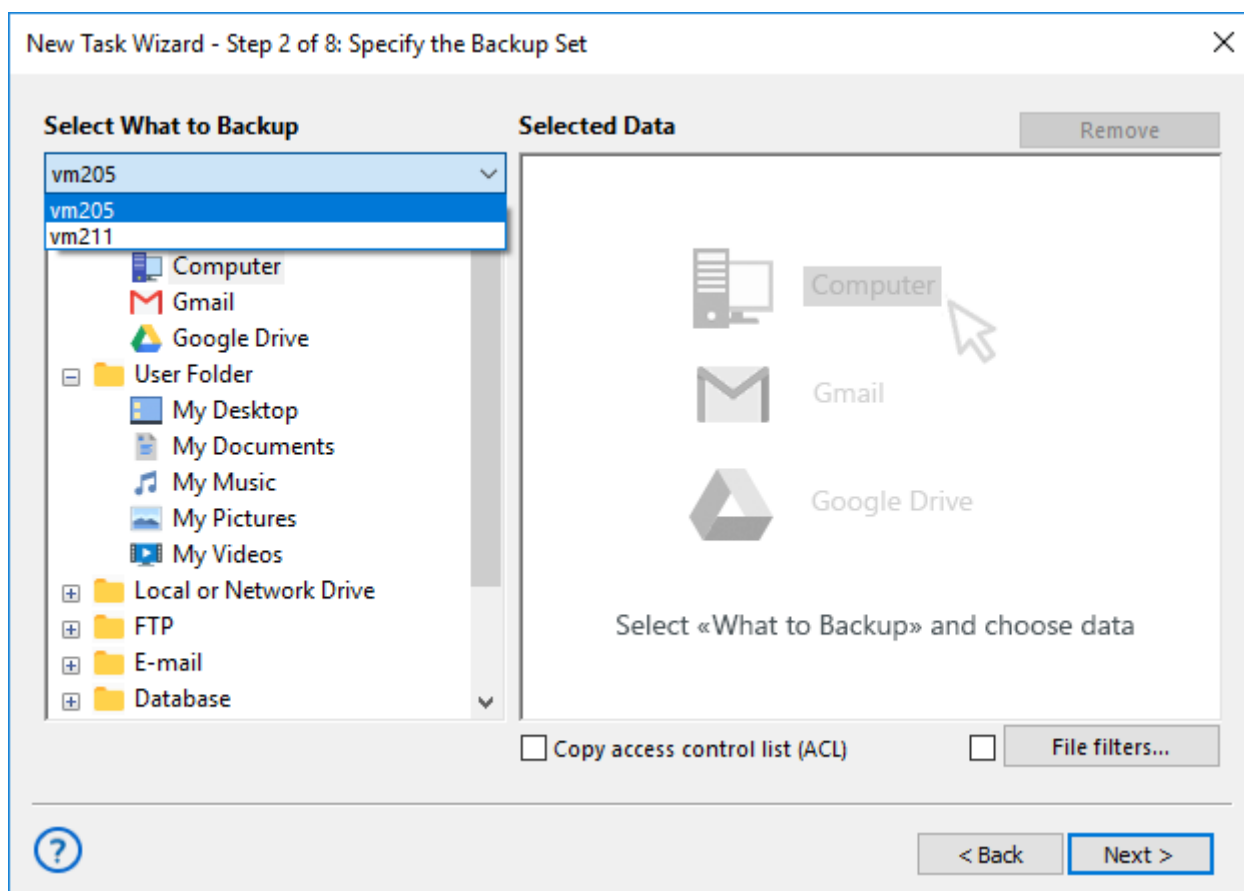 New Task Wizard - Step 2 of 8: Specify the Backup Set
Select What to Backup
vm205
vm205
vm211
Computer
Gmail
Google Drive
User Folder
My Desktop
My Documents
My Music
My Pictures
My Videos
Local or Network Drive
FTP
E-mail
Database
Selected Data
Remove
Computer
Gmail
Google Drive
Select «What to Backup» and choose data
Copy access control list (ACL)
File filters...
?
< Back
Next >